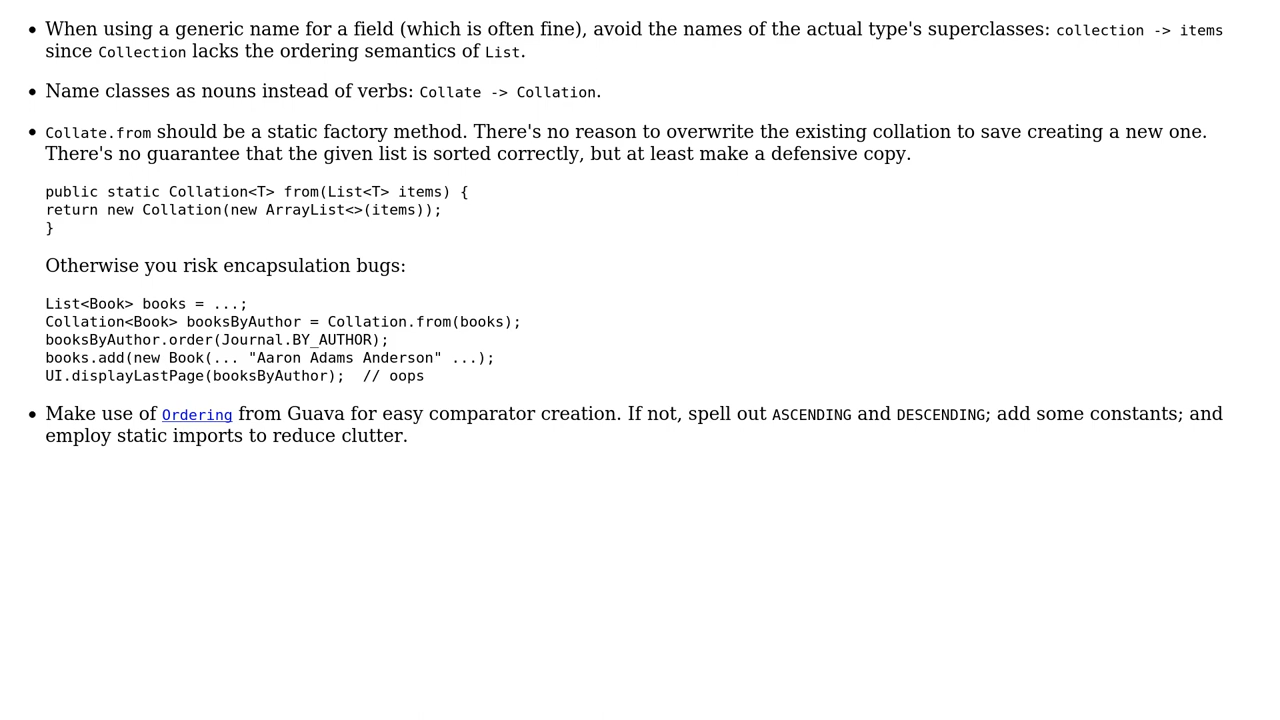 When using a generic name for a field (which is often fine), avoid the names of the actual type's superclasses: collection -> items
since Collection lacks the ordering semantics of List.
Name classes as nouns instead of verbs: Collate -> Collation.
Collate.from should be a static factory method. There's no reason to overwrite the existing collation to save creating a new one.
There's no guarantee that the given list is sorted correctly, but at least make a defensive copy.
public static Collation<T> from(List<T> items) {
return new Collation(new ArrayList<>(items));
}
Otherwise you risk encapsulation bugs:
List<Book> books = ...;
Collation<Book> booksByAuthor = Collation.from(books);
booksByAuthor.order(Journal.BY_AUTHOR);
books.add(new Book(... "Aaron Adams Anderson" ...);
UI.displayLastPage(booksByAuthor);  // oops
Make use of Ordering from Guava for easy comparator creation. If not, spell out ASCENDING and DESCENDING; add some constants; and
employ static imports to reduce clutter.